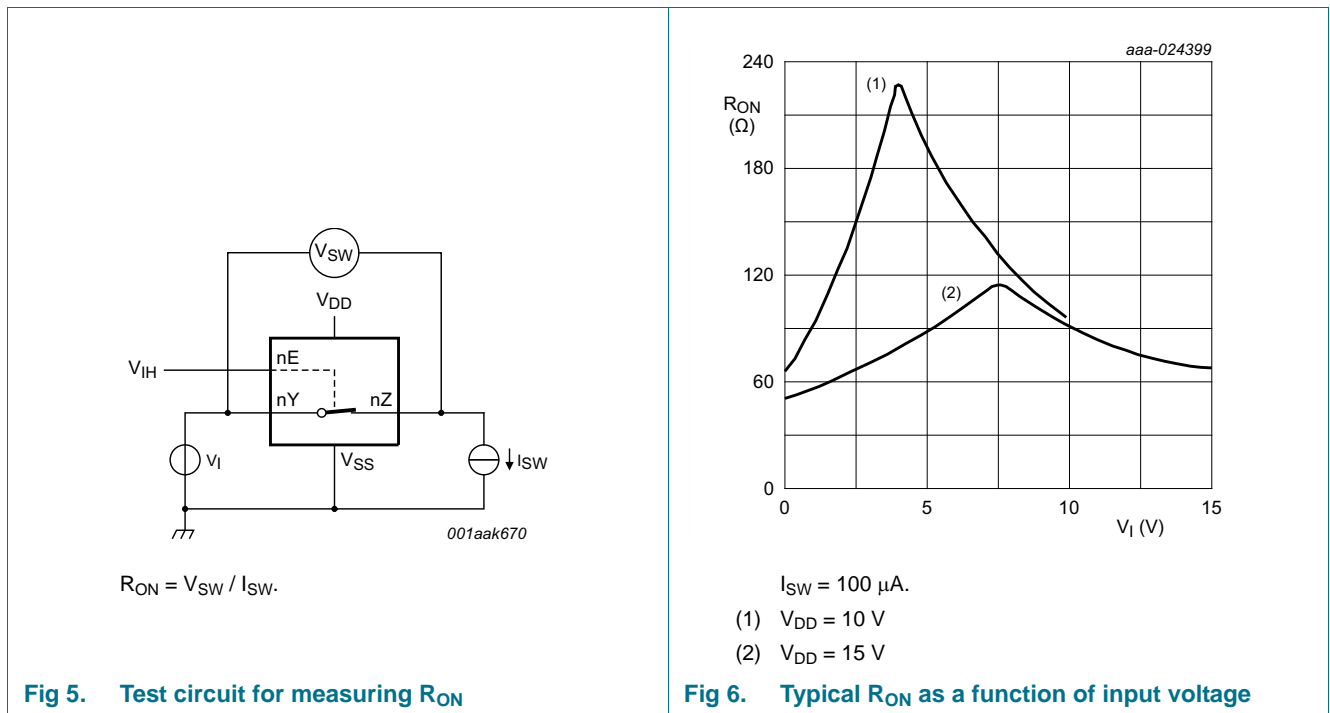 V_SW
V_DD
V_IH
nE
nY
nZ
V_I
V_SS
I_SW
001aak670
R_ON = V_SW / I_SW.
Fig 5. Test circuit for measuring R_ON
aaa-024399
240
R_ON
(Ω)
180
120
60
0
(1)
(2)
0
5
10
15
V_I (V)
I_SW = 100 μA.
(1) V_DD = 10 V
(2) V_DD = 15 V
Fig 6. Typical R_ON as a function of input voltage